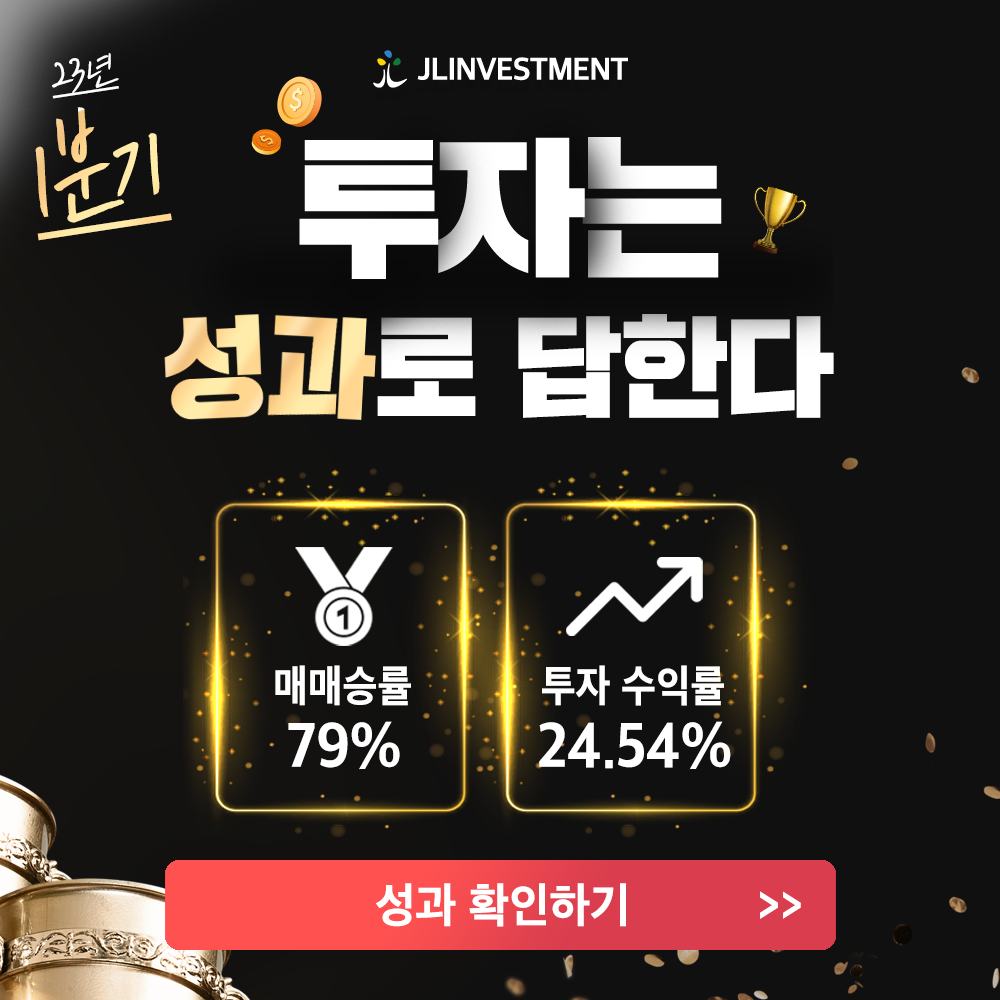 23년
1분기
JLINVESTMENT
투자는
성과로 답한다
1
매매승률
79%
투자 수익률
24.54%
성과 확인하기 >>